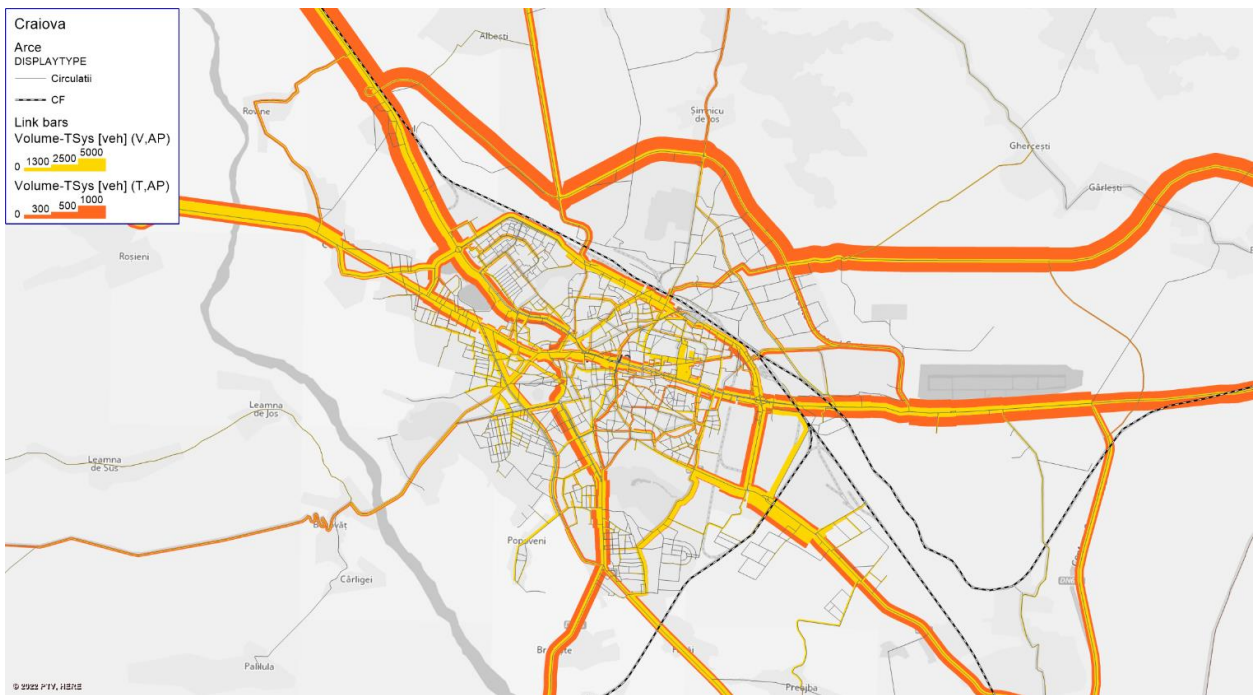 Craiova
Arce
DISPLAYTYPE
Circulatii
CF
Link bars
Volume-TSys [veh] (V,AP)
0 1300 2500 5000
Volume-TSys [veh] (T,AP)
0 300 500 1000
Albești
Rovine
Șimnicu
de Jos
Ghercești
Gârlești
Rosieni
Leamna
de Jos
Leamna
de Sus
Popoveni
Cârligei
Palilula
Preajba
© 2022 PTV, HERE